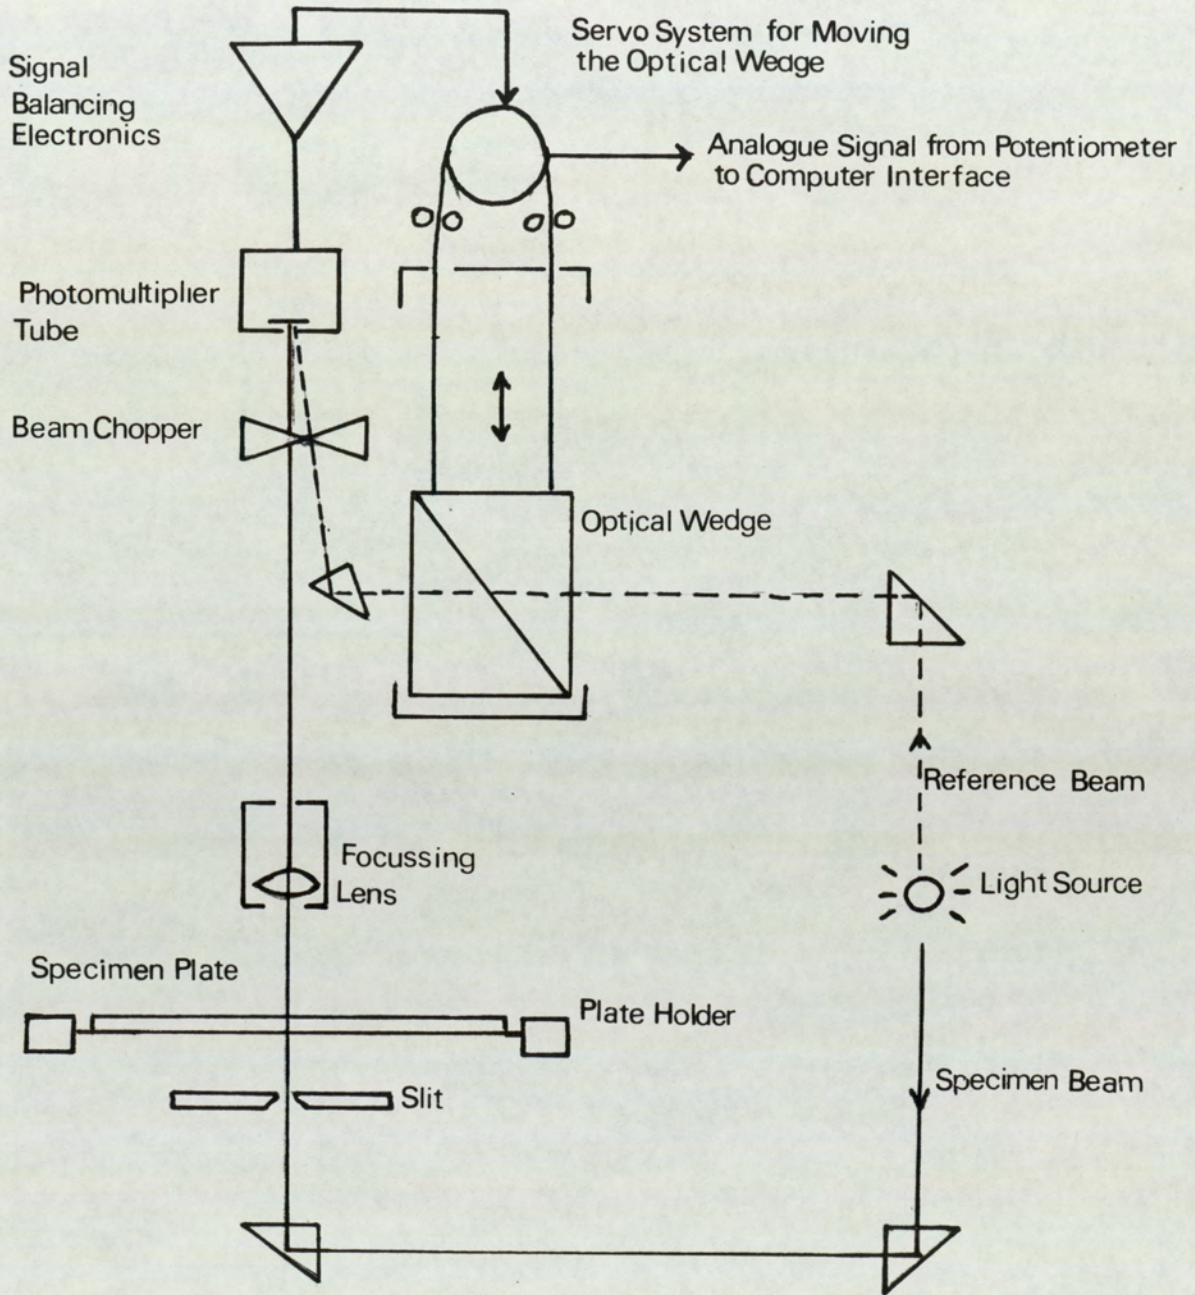 Servo System for Moving
the Optical Wedge
Signal
Balancing
Electronics
Analogue Signal from Potentiometer
to Computer Interface
Photomultiplier
Tube
Beam Chopper
Optical Wedge
Reference Beam
Focussing
Lens
Light Source
Specimen Plate
Plate Holder
Specimen Beam
Slit